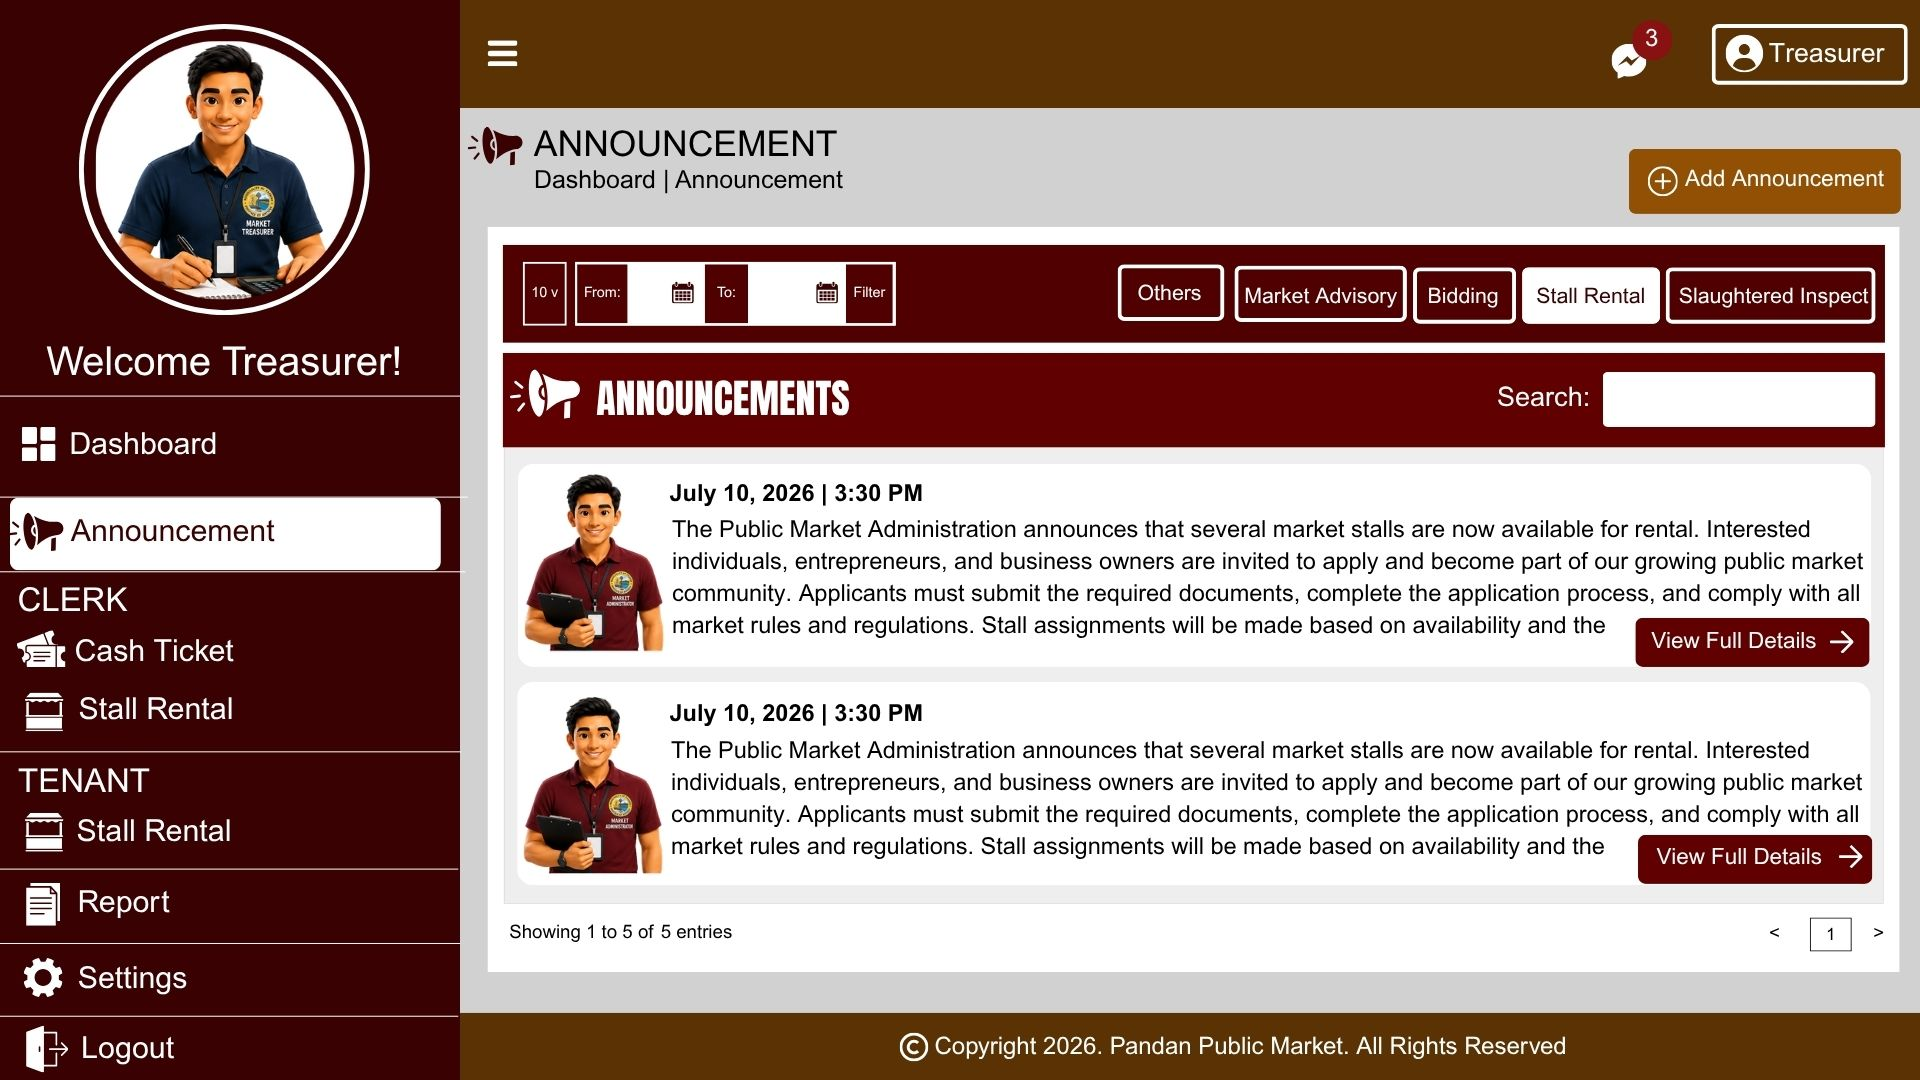 MARKET
TREASURER
Welcome Treasurer!
Dashboard
Announcement
CLERK
Cash Ticket
Stall Rental
TENANT
Stall Rental
Report
Settings
Logout
3
Treasurer
ANNOUNCEMENT
Dashboard | Announcement
Add Announcement
10 v
From:
To:
Filter
Others
Market Advisory
Bidding
Stall Rental
Slaughtered Inspect
ANNOUNCEMENTS
Search:
MARKET
ADMINISTRATOR
July 10, 2026 | 3:30 PM
The Public Market Administration announces that several market stalls are now available for rental. Interested
individuals, entrepreneurs, and business owners are invited to apply and become part of our growing public market
community. Applicants must submit the required documents, complete the application process, and comply with all
market rules and regulations. Stall assignments will be made based on availability and the
View Full Details
MARKET
ADMINISTRATOR
July 10, 2026 | 3:30 PM
The Public Market Administration announces that several market stalls are now available for rental. Interested
individuals, entrepreneurs, and business owners are invited to apply and become part of our growing public market
community. Applicants must submit the required documents, complete the application process, and comply with all
market rules and regulations. Stall assignments will be made based on availability and the
View Full Details
Showing 1 to 5 of 5 entries
< 1 >
© Copyright 2026. Pandan Public Market. All Rights Reserved